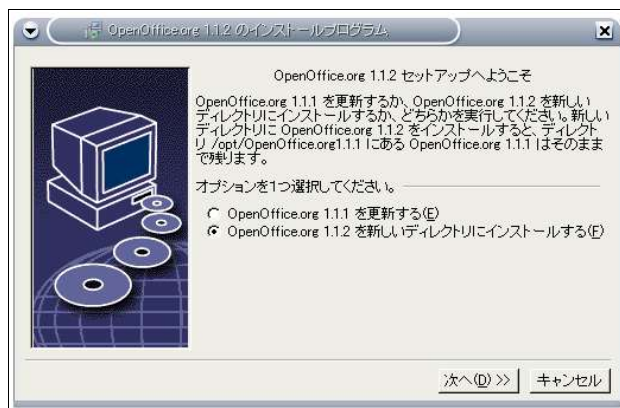 OpenOffice.org 1.1.2 のインストールプログラム
OpenOffice.org 1.1.2 セットアップへようこそ
OpenOffice.org 1.1.1 を更新するか、OpenOffice.org 1.1.2 を新しい
ディレクトリにインストールするか、どちらかを実行してください。新しい
ディレクトリに OpenOffice.org 1.1.2 をインストールすると、ディレクト
リ /opt/OpenOffice.org1.1.1 にある OpenOffice.org 1.1.1 はそのまま
で残ります。
オプションを1つ選択してください。
OpenOffice.org 1.1.1 を更新する(E)
OpenOffice.org 1.1.2 を新しいディレクトリにインストールする(F)
次へ(D) >>
キャンセル